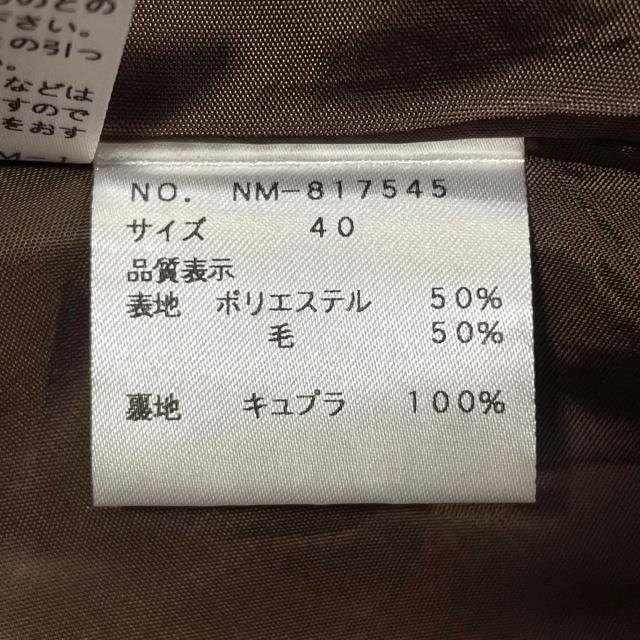 さい。
の引っ
などは
すので
をおす
NO. NM-817545
サイズ 40
品質表示
表地 ポリエステル 50%
毛 50%
裏地 キュプラ 100%